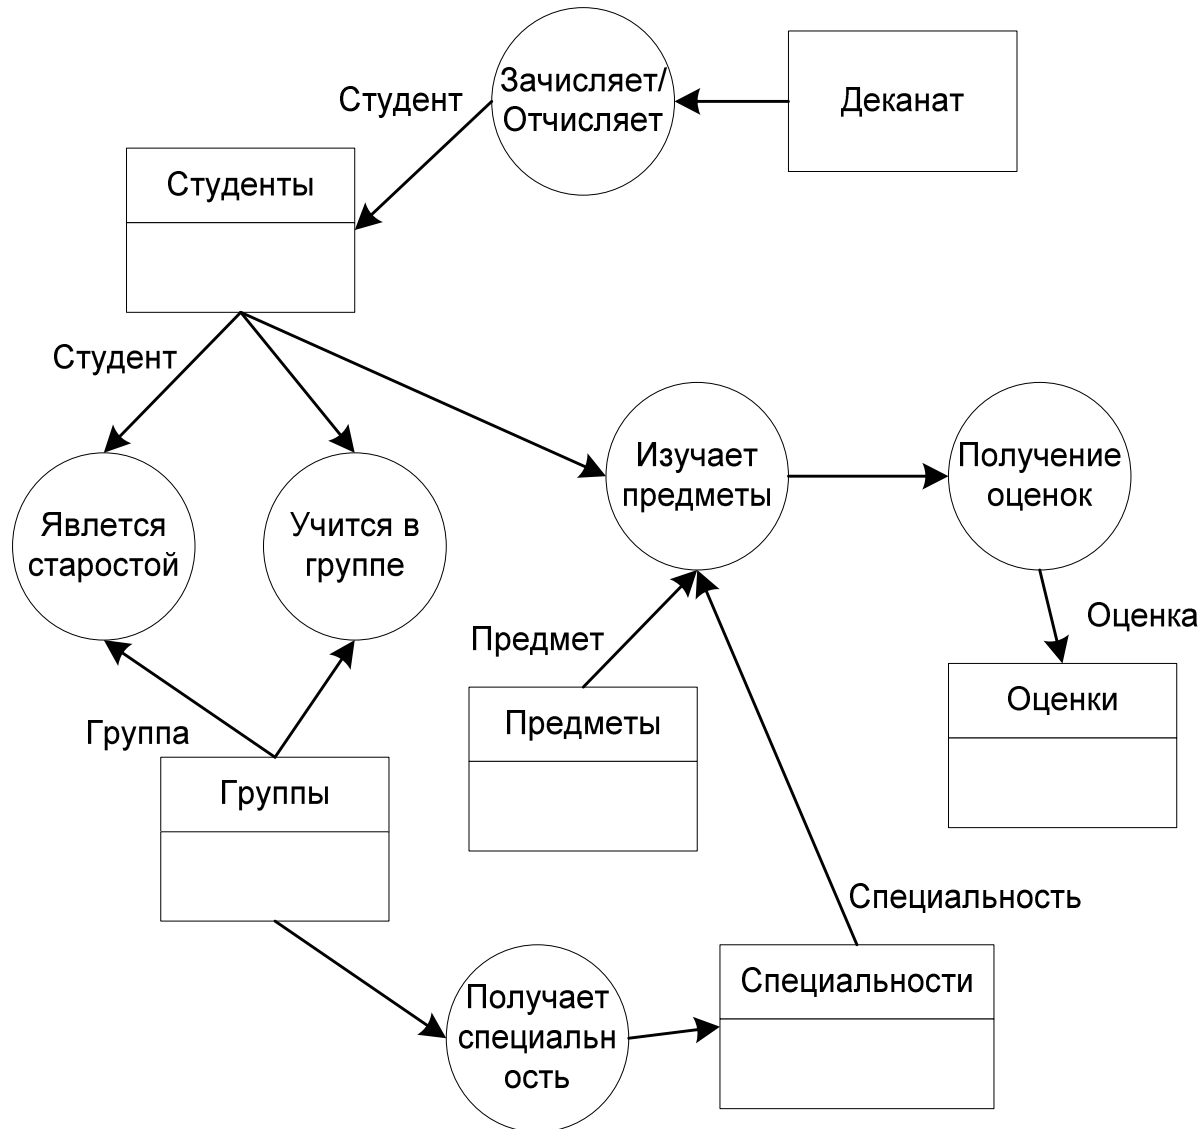 Зачисляет/
Отчисляет
Деканат
Студент
Студенты
Студент
Изучает
предметы
Получение
оценок
Явлется
старостой
Учится в
группе
Предмет
Оценка
Группа
Предметы
Оценки
Группы
Специальность
Получает
специальн
ость
Специальности